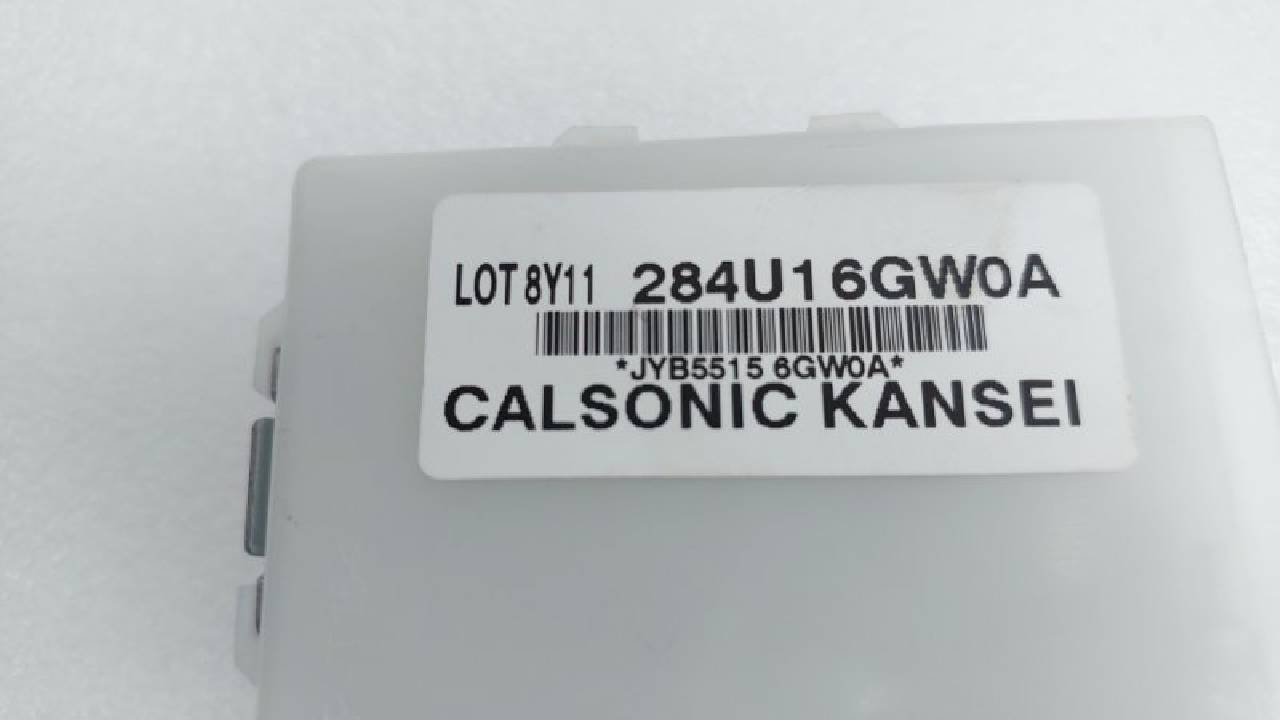 LOT 8Y11 284U16GW0A
*JYB5515 6GW0A*
CALSONIC KANSEI